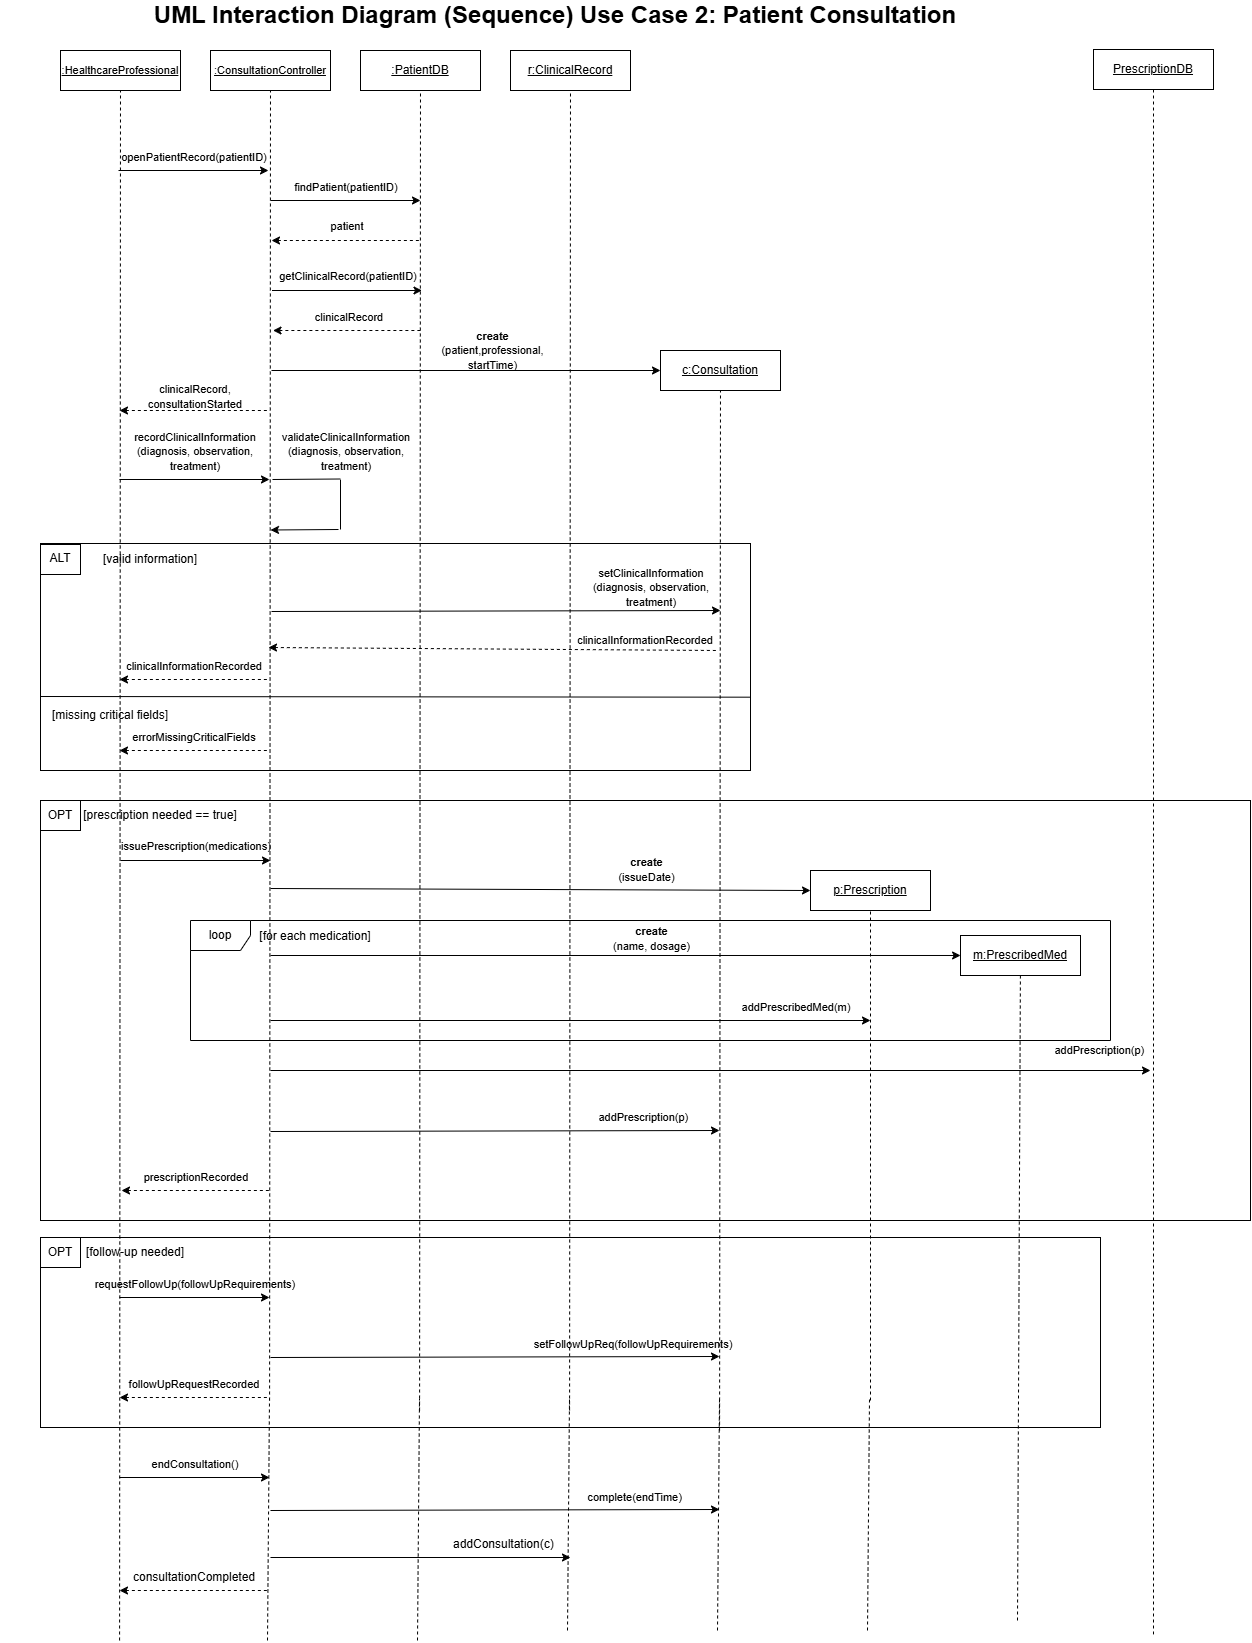 UML Interaction Diagram (Sequence) Use Case 2: Patient Consultation
:HealthcareProfessional
:ConsultationController
:PatientDB
r:ClinicalRecord
PrescriptionDB
openPatientRecord(patientID)
findPatient(patientID)
patient
getClinicalRecord(patientID)
clinicalRecord
create
(patient,professional,
startTime)
c:Consultation
clinicalRecord,
consultationStarted
recordClinicalInformation
(diagnosis, observation,
treatment)
validateClinicalInformation
(diagnosis, observation,
treatment)
ALT
[valid information]
setClinicalInformation
(diagnosis, observation,
treatment)
clinicalInformationRecorded
clinicalInformationRecorded
[missing critical fields]
errorMissingCriticalFields
OPT
[prescription needed == true]
issuePrescription(medications)
create
(issueDate)
p:Prescription
loop
[for each medication]
create
(name, dosage)
m:PrescribedMed
addPrescribedMed(m)
addPrescription(p)
addPrescription(p)
prescriptionRecorded
OPT
[follow-up needed]
requestFollowUp(followUpRequirements)
setFollowUpReq(followUpRequirements)
followUpRequestRecorded
endConsultation()
complete(endTime)
addConsultation(c)
consultationCompleted